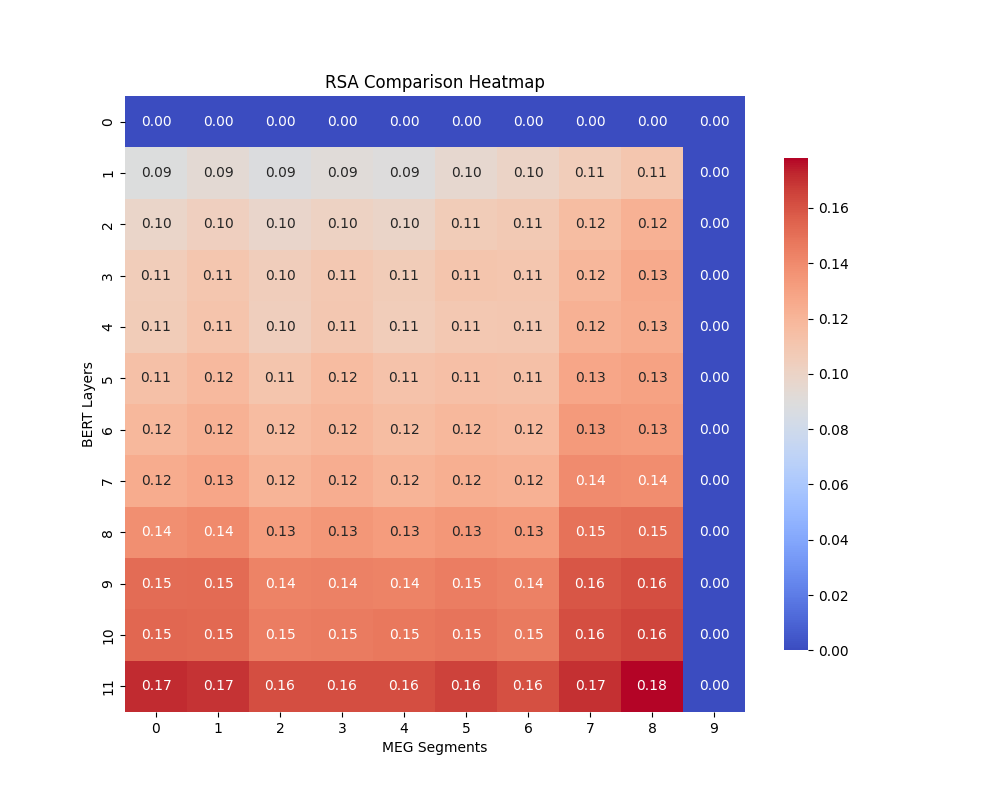 RSA Comparison Heatmap
0 0.00 0.00 0.00 0.00 0.00 0.00 0.00 0.00 0.00 0.00
1 0.09 0.09 0.09 0.09 0.09 0.10 0.10 0.11 0.11 0.00
2 0.10 0.10 0.10 0.10 0.10 0.11 0.11 0.12 0.12 0.00
3 0.11 0.11 0.10 0.11 0.11 0.11 0.11 0.12 0.13 0.00
4 0.11 0.11 0.10 0.11 0.11 0.11 0.11 0.12 0.13 0.00
5 0.11 0.12 0.11 0.12 0.11 0.11 0.11 0.13 0.13 0.00
6 0.12 0.12 0.12 0.12 0.12 0.12 0.12 0.13 0.13 0.00
7 0.12 0.13 0.12 0.12 0.12 0.12 0.12 0.14 0.14 0.00
8 0.14 0.14 0.13 0.13 0.13 0.13 0.13 0.15 0.15 0.00
9 0.15 0.15 0.14 0.14 0.14 0.15 0.14 0.16 0.16 0.00
10 0.15 0.15 0.15 0.15 0.15 0.15 0.15 0.16 0.16 0.00
11 0.17 0.17 0.16 0.16 0.16 0.16 0.16 0.17 0.18 0.00
0 1 2 3 4 5 6 7 8 9
MEG Segments
BERT Layers
0.16
0.14
0.12
0.10
0.08
0.06
0.04
0.02
0.00